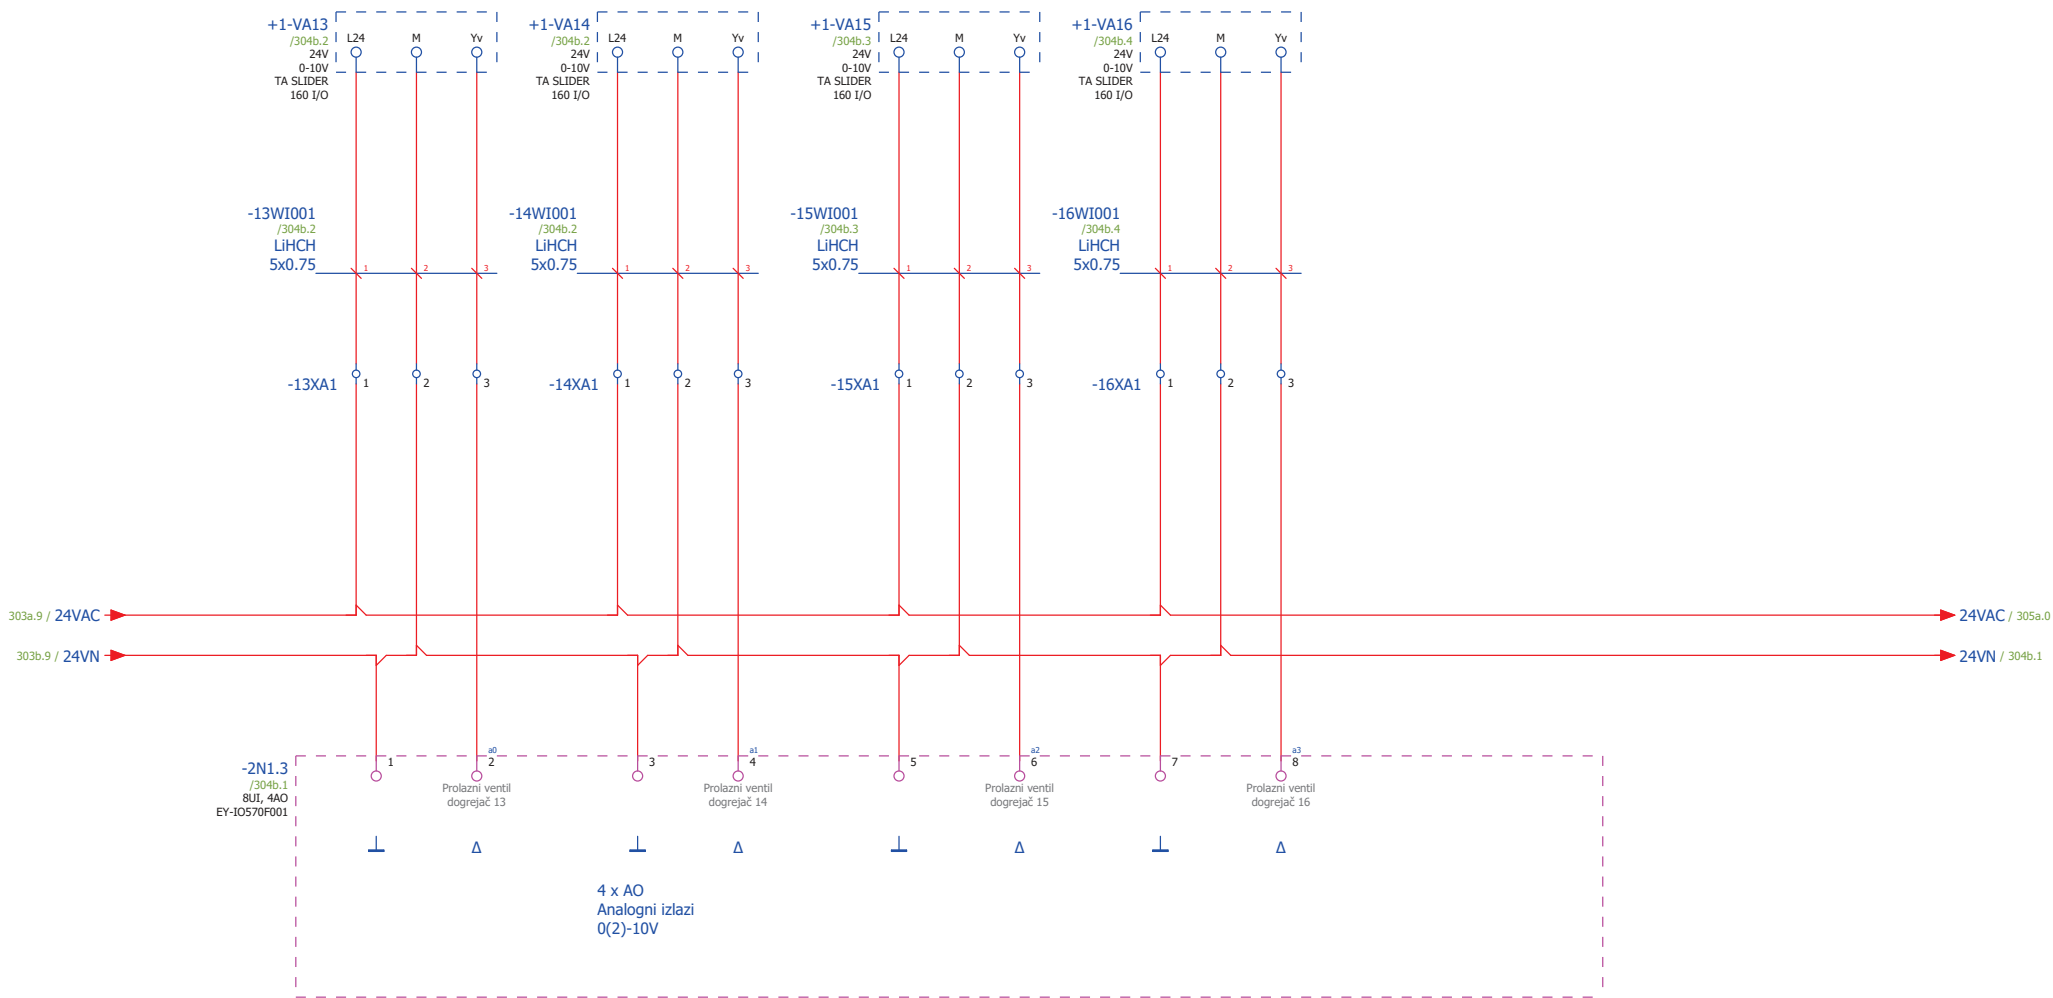 +1-VA13
/304b.2
24V
0-10V
TA SLIDER
160 I/O
L24 M Yv
+1-VA14
/304b.2
24V
0-10V
TA SLIDER
160 I/O
L24 M Yv
+1-VA15
/304b.3
24V
0-10V
TA SLIDER
160 I/O
L24 M Yv
+1-VA16
/304b.4
24V
0-10V
TA SLIDER
160 I/O
L24 M Yv
-13WI001
/304b.2
LiHCH
5x0.75
1 2 3
-14WI001
/304b.2
LiHCH
5x0.75
1 2 3
-15WI001
/304b.3
LiHCH
5x0.75
1 2 3
-16WI001
/304b.4
LiHCH
5x0.75
1 2 3
-13XA1 1 2 3
-14XA1 1 2 3
-15XA1 1 2 3
-16XA1 1 2 3
303a.9 / 24VAC
24VAC / 305a.0
303b.9 / 24VN
24VN / 304b.1
-2N1.3
/304b.1
8UI, 4AO
EY-IO570F001
a0 a1 a2 a3
1 2 3 4 5 6 7 8
Prolazni ventil
dogrejač 13
Prolazni ventil
dogrejač 14
Prolazni ventil
dogrejač 15
Prolazni ventil
dogrejač 16
Δ Δ Δ Δ
4 x AO
Analogni izlazi
0(2)-10V